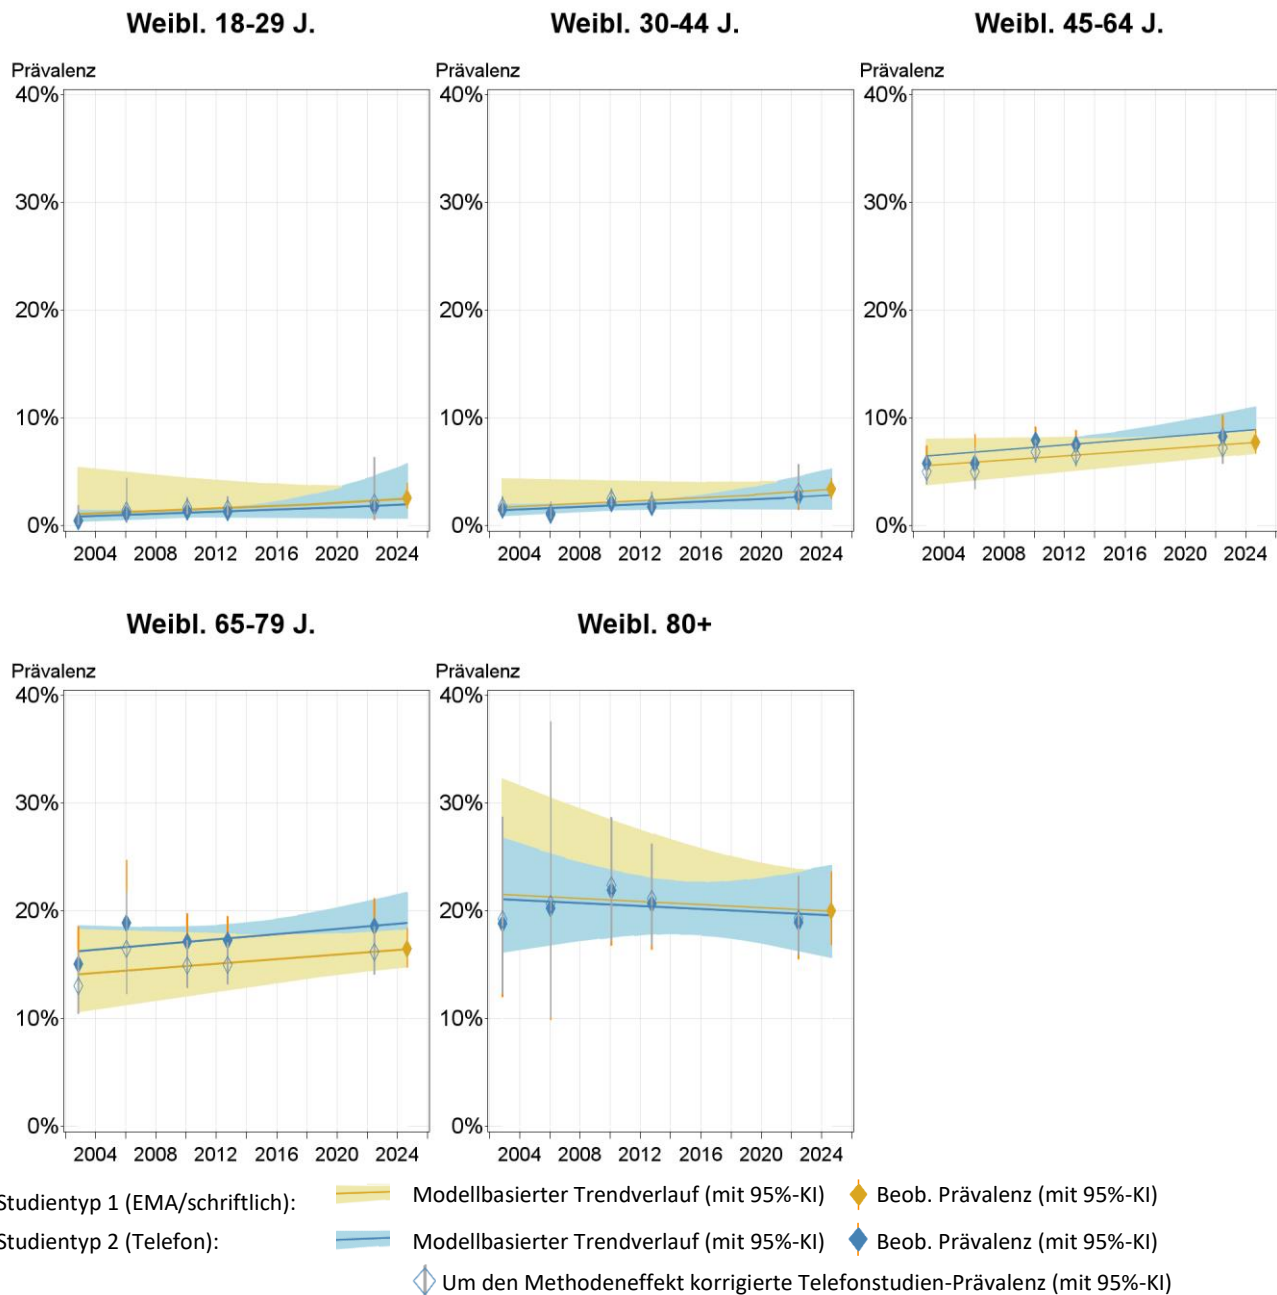 Weibl. 18-29 J.
Weibl. 30-44 J.
Weibl. 45-64 J.
Prävalenz
Prävalenz
Prävalenz
40%
40%
40%
30%
30%
30%
20%
20%
20%
10%
10%
10%
0%
0%
0%
2004 2008 2012 2016 2020 2024
2004 2008 2012 2016 2020 2024
2004 2008 2012 2016 2020 2024
Weibl. 65-79 J.
Weibl. 80+
Prävalenz
Prävalenz
40%
40%
30%
30%
20%
20%
10%
10%
0%
0%
2004 2008 2012 2016 2020 2024
2004 2008 2012 2016 2020 2024
Studientyp 1 (EMA/schriftlich): Modellbasierter Trendverlauf (mit 95%-KI) Beob. Prävalenz (mit 95%-KI)
Studientyp 2 (Telefon): Modellbasierter Trendverlauf (mit 95%-KI) Beob. Prävalenz (mit 95%-KI)
Um den Methodeneffekt korrigierte Telefonstudien-Prävalenz (mit 95%-KI)